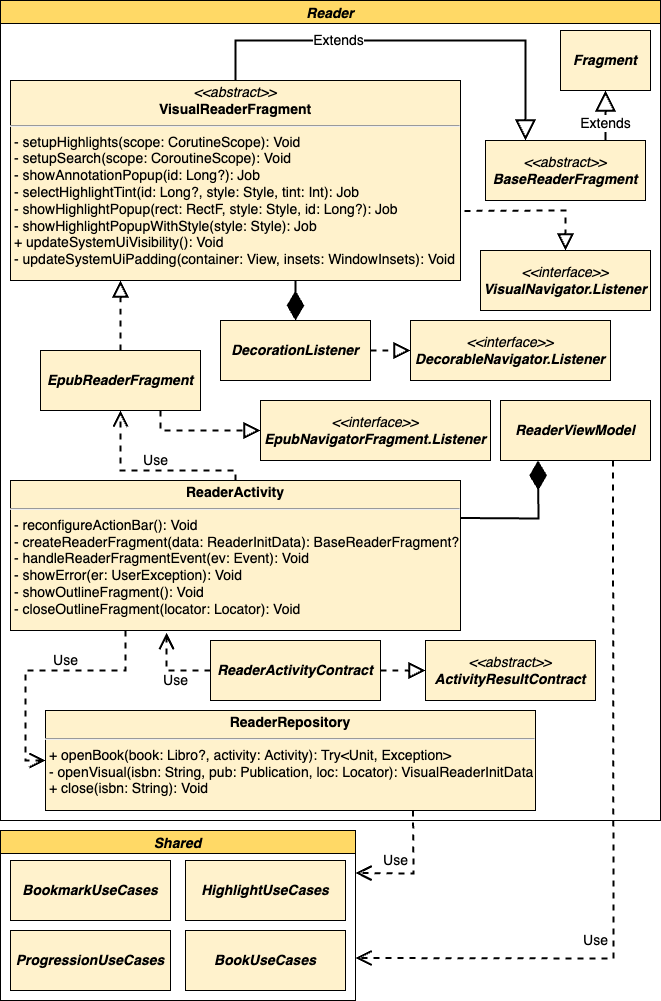 Reader
Extends
Fragment
<<abstract>>
VisualReaderFragment
- setupHighlights(scope: CorutineScope): Void
- setupSearch(scope: CoroutineScope): Void
- showAnnotationPopup(id: Long?): Job
- selectHighlightTint(id: Long?, style: Style, tint: Int): Job
- showHighlightPopup(rect: RectF, style: Style, id: Long?): Job
- showHighlightPopupWithStyle(style: Style): Job
+ updateSystemUiVisibility(): Void
- updateSystemUiPadding(container: View, insets: WindowInsets): Void
Extends
<<abstract>>
BaseReaderFragment
<<interface>>
VisualNavigator.Listener
DecorationListener
<<interface>>
DecorableNavigator.Listener
EpubReaderFragment
<<interface>>
EpubNavigatorFragment.Listener
ReaderViewModel
Use
ReaderActivity
- reconfigureActionBar(): Void
- createReaderFragment(data: ReaderInitData): BaseReaderFragment?
- handleReaderFragmentEvent(ev: Event): Void
- showError(er: UserException): Void
- showOutlineFragment(): Void
- closeOutlineFragment(locator: Locator): Void
Use
Use
ReaderActivityContract
<<abstract>>
ActivityResultContract
ReaderRepository
+ openBook(book: Libro?, activity: Activity): Try<Unit, Exception>
- openVisual(isbn: String, pub: Publication, loc: Locator): VisualReaderInitData
+ close(isbn: String): Void
Shared
Use
BookmarkUseCases
HighlightUseCases
ProgressionUseCases
BookUseCases
Use